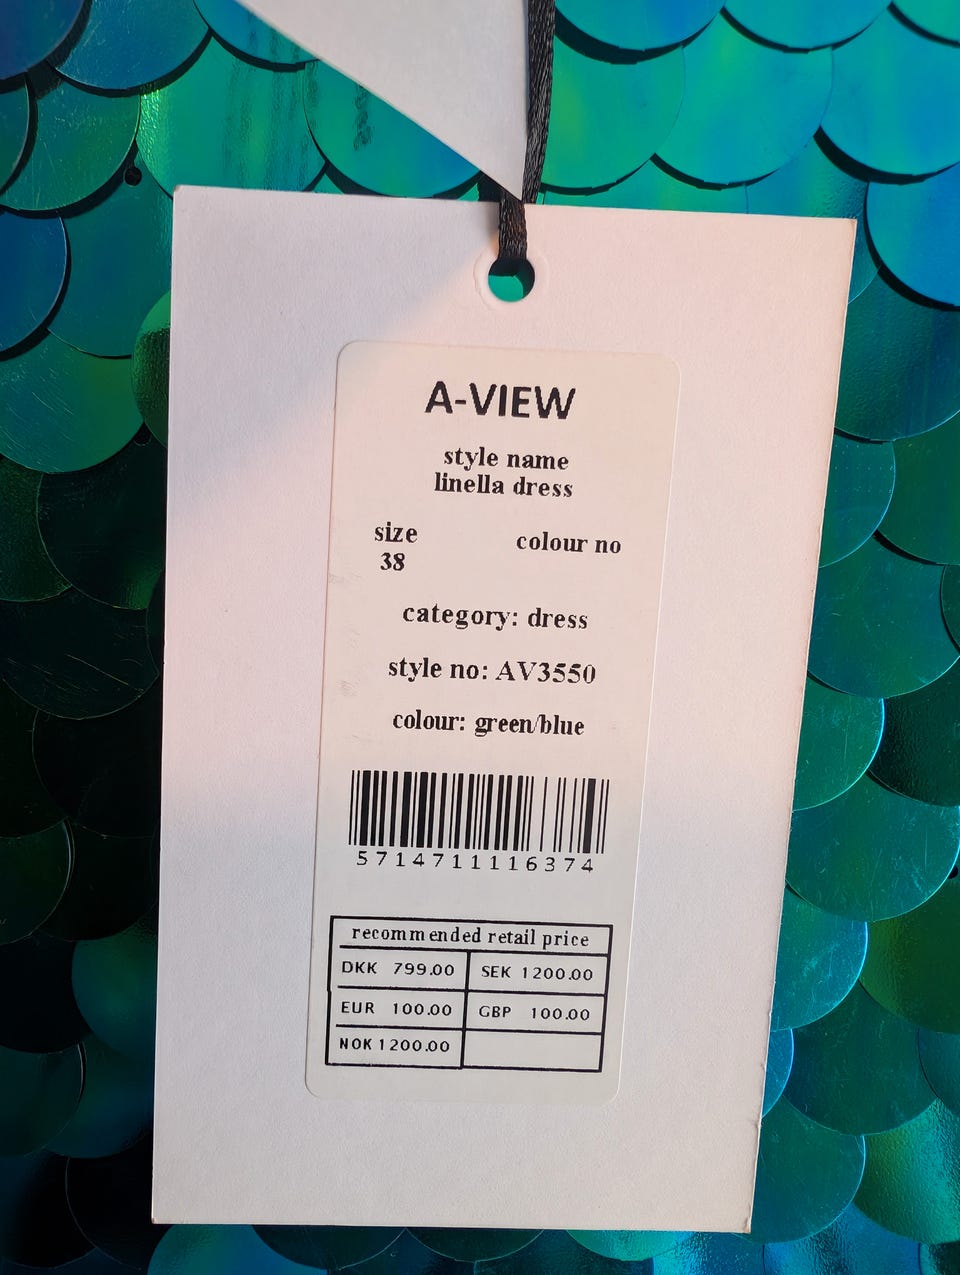 A-VIEW
style name
linella dress
size colour no
38
category: dress
style no: AV3550
colour: green/blue
5714711116374
recommended retail price
DKK 799.00 SEK 1200.00
EUR 100.00 GBP 100.00
NOK 1200.00